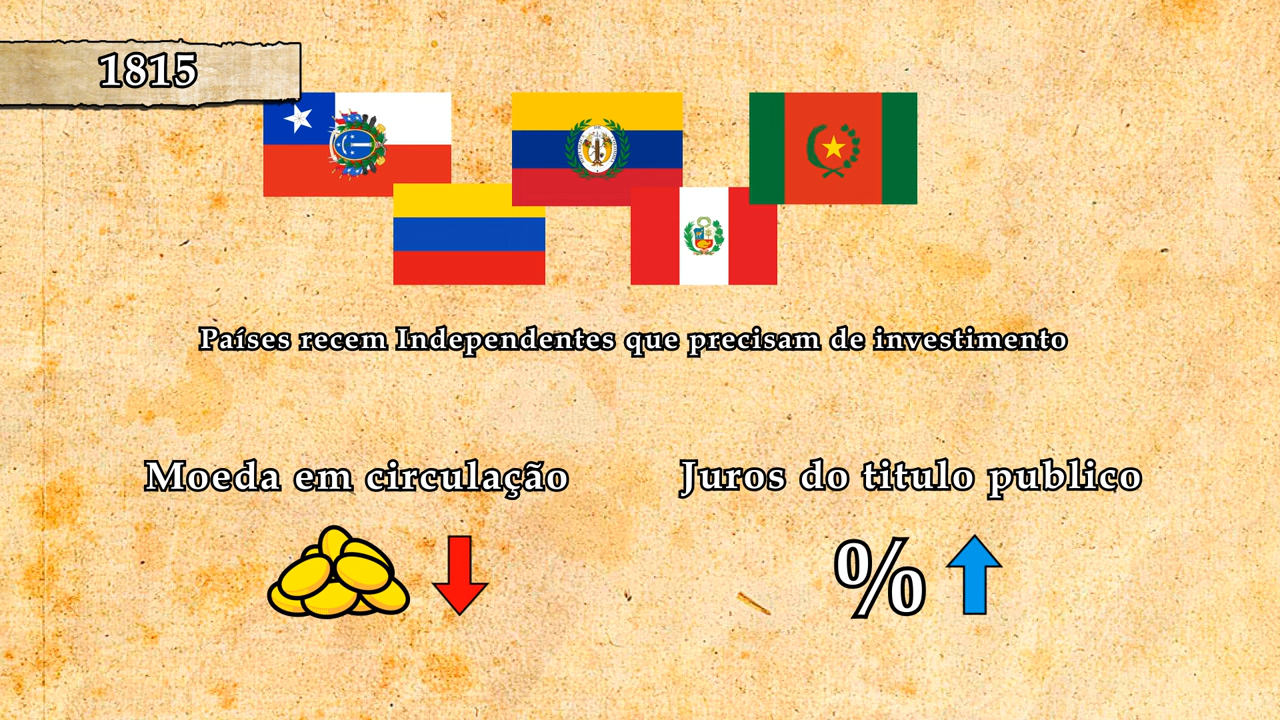 1815
Países recem Independentes que precisam de investimento
Moeda em circulação
Juros do titulo publico
%